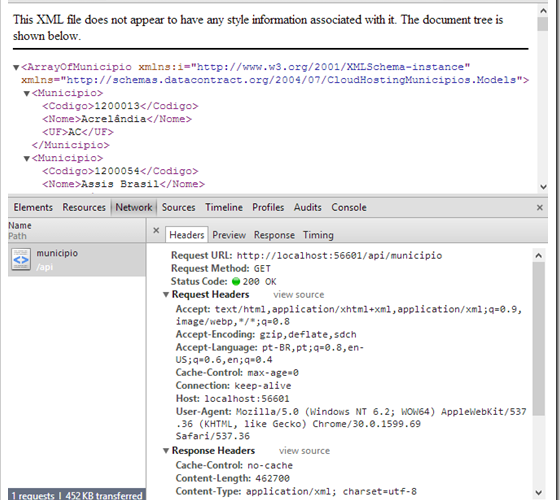 This XML file does not appear to have any style information associated with it. The document tree is
shown below.
▼<ArrayOfMunicipio xmlns:i="http://www.w3.org/2001/XMLSchema-instance"
xmlns="http://schemas.datacontract.org/2004/07/CloudHostingMunicipios.Models">
▼<Municipio>
<Codigo>1200013</Codigo>
<Nome>Acrelândia</Nome>
<UF>AC</UF>
</Municipio>
▼<Municipio>
<Codigo>1200054</Codigo>
<Nome>Assis Brasil</Nome>
Elements Resources Network Sources Timeline Profiles Audits Console ×
Name
Path
× Headers Preview Response Timing
municipio
/api
Request URL: http://localhost:56601/api/municipio
Request Method: GET
Status Code: 200 OK
▼Request Headers view source
Accept: text/html,application/xhtml+xml,application/xml;q=0.9,
image/webp,*/*;q=0.8
Accept-Encoding: gzip,deflate,sdch
Accept-Language: pt-BR,pt;q=0.8,en-
US;q=0.6,en;q=0.4
Cache-Control: max-age=0
Connection: keep-alive
Host: localhost:56601
User-Agent: Mozilla/5.0 (Windows NT 6.2; WOW64) AppleWebKit/537
.36 (KHTML, like Gecko) Chrome/30.0.1599.69
Safari/537.36
▼Response Headers view source
Cache-Control: no-cache
Content-Length: 462700
Content-Type: application/xml; charset=utf-8
1 requests | 452 KB transferred